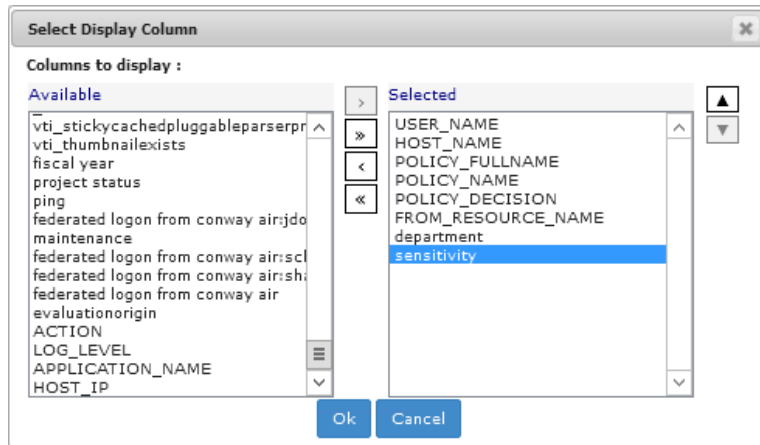 Select Display Column
Columns to display :
Available
vti_stickycachedpluggableparserpr
vti_thumbnailexists
fiscal year
project status
ping
federated logon from conway air:jdo
maintenance
federated logon from conway air:scl
federated logon from conway air:sha
federated logon from conway air
evaluationorigin
ACTION
LOG_LEVEL
APPLICATION_NAME
HOST_IP
Selected
USER_NAME
HOST_NAME
POLICY_FULLNAME
POLICY_NAME
POLICY_DECISION
FROM_RESOURCE_NAME
department
sensitivity
Ok
Cancel